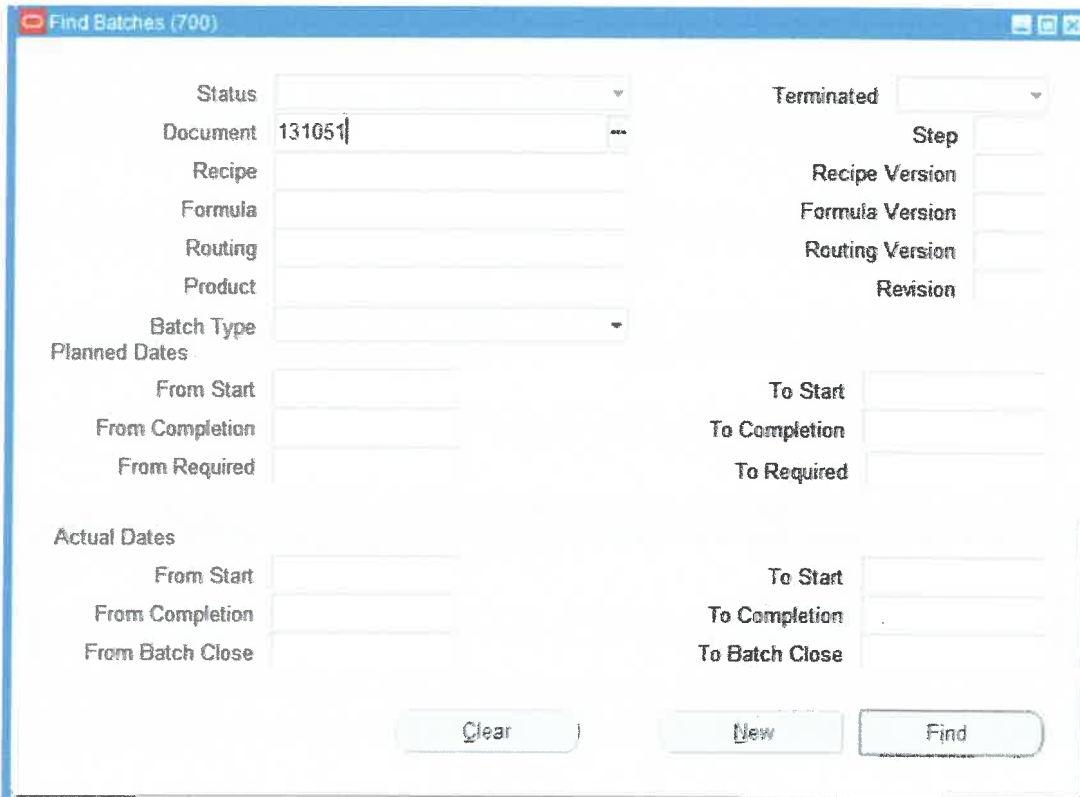 Find Batches (700)
Status Terminated
Document 131051 Step
Recipe Recipe Version
Formula Formula Version
Routing Routing Version
Product Revision
Batch Type
Planned Dates
From Start To Start
From Completion To Completion
From Required To Required
Actual Dates
From Start To Start
From Completion To Completion
From Batch Close To Batch Close
Clear New Find